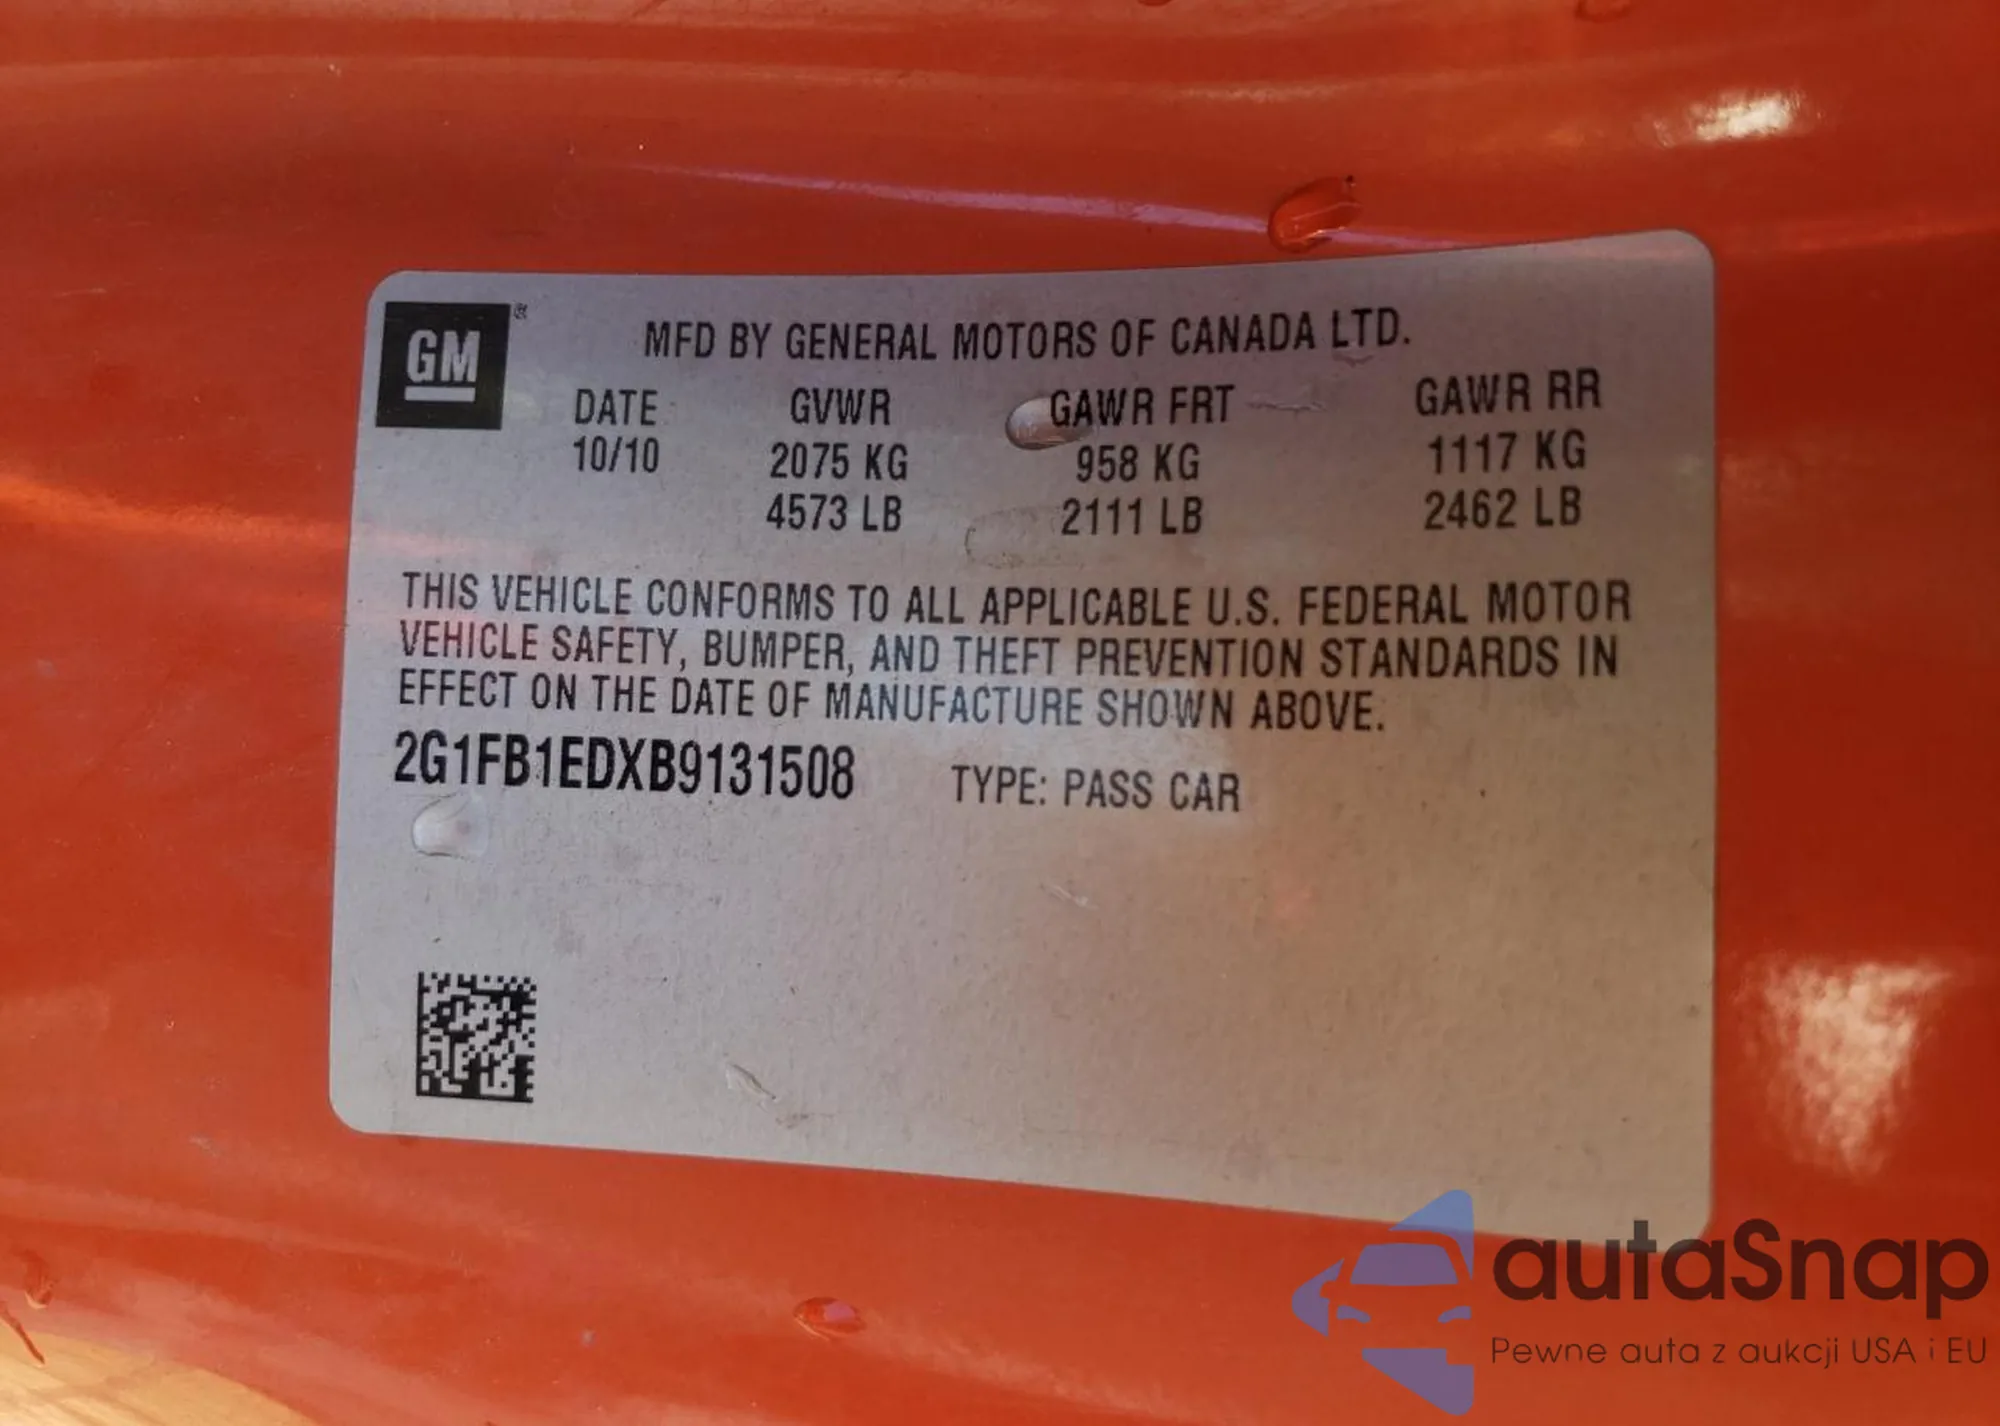 GM®
MFD BY GENERAL MOTORS OF CANADA LTD.
DATE GVWR GAWR FRT GAWR RR
10/10 2075 KG 958 KG 1117 KG
4573 LB 2111 LB 2462 LB
THIS VEHICLE CONFORMS TO ALL APPLICABLE U.S. FEDERAL MOTOR
VEHICLE SAFETY, BUMPER, AND THEFT PREVENTION STANDARDS IN
EFFECT ON THE DATE OF MANUFACTURE SHOWN ABOVE.
2G1FB1EDXB9131508 TYPE: PASS CAR
autaSnap
Pewne auta z aukcji USA i EU